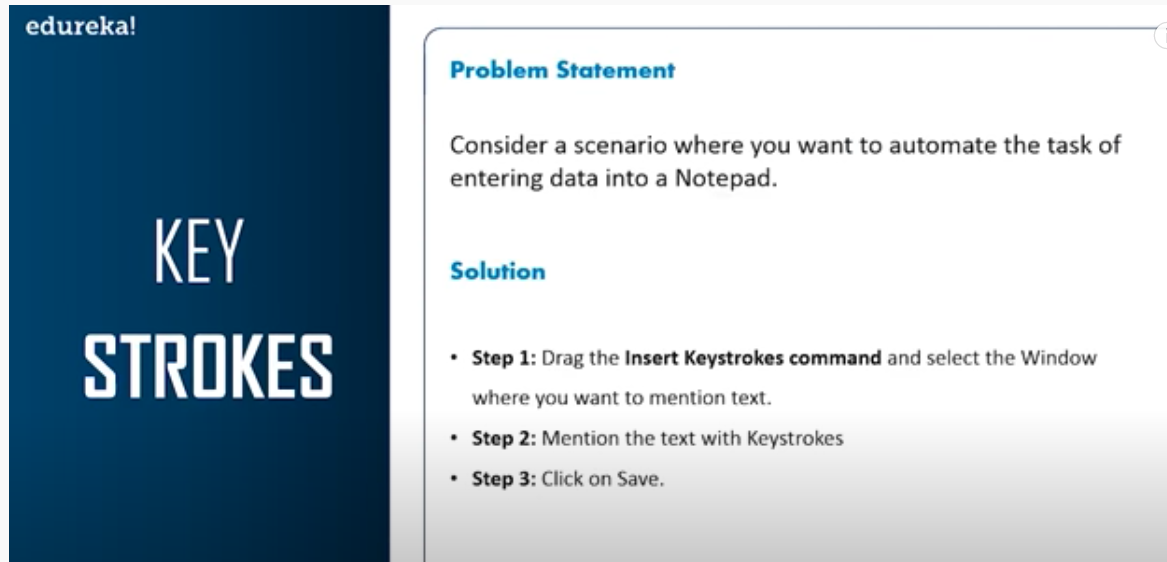 edureka!
KEY
STROKES
Problem Statement
Consider a scenario where you want to automate the task of
entering data into a Notepad.
Solution
• Step 1: Drag the Insert Keystrokes command and select the Window
where you want to mention text.
• Step 2: Mention the text with Keystrokes
• Step 3: Click on Save.